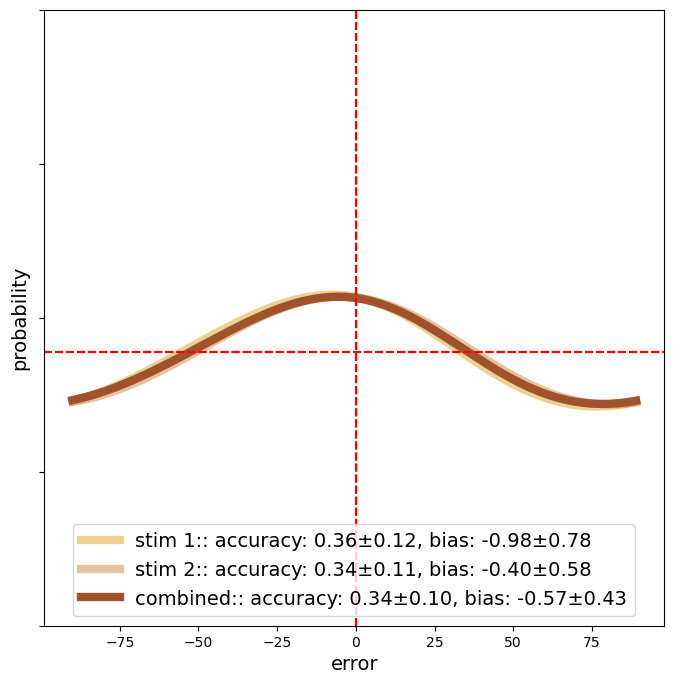 probability
stim 1:: accuracy: 0.36±0.12, bias: -0.98±0.78
stim 2:: accuracy: 0.34±0.11, bias: -0.40±0.58
combined:: accuracy: 0.34±0.10, bias: -0.57±0.43
−75 −50 −25 0 25 50 75
error